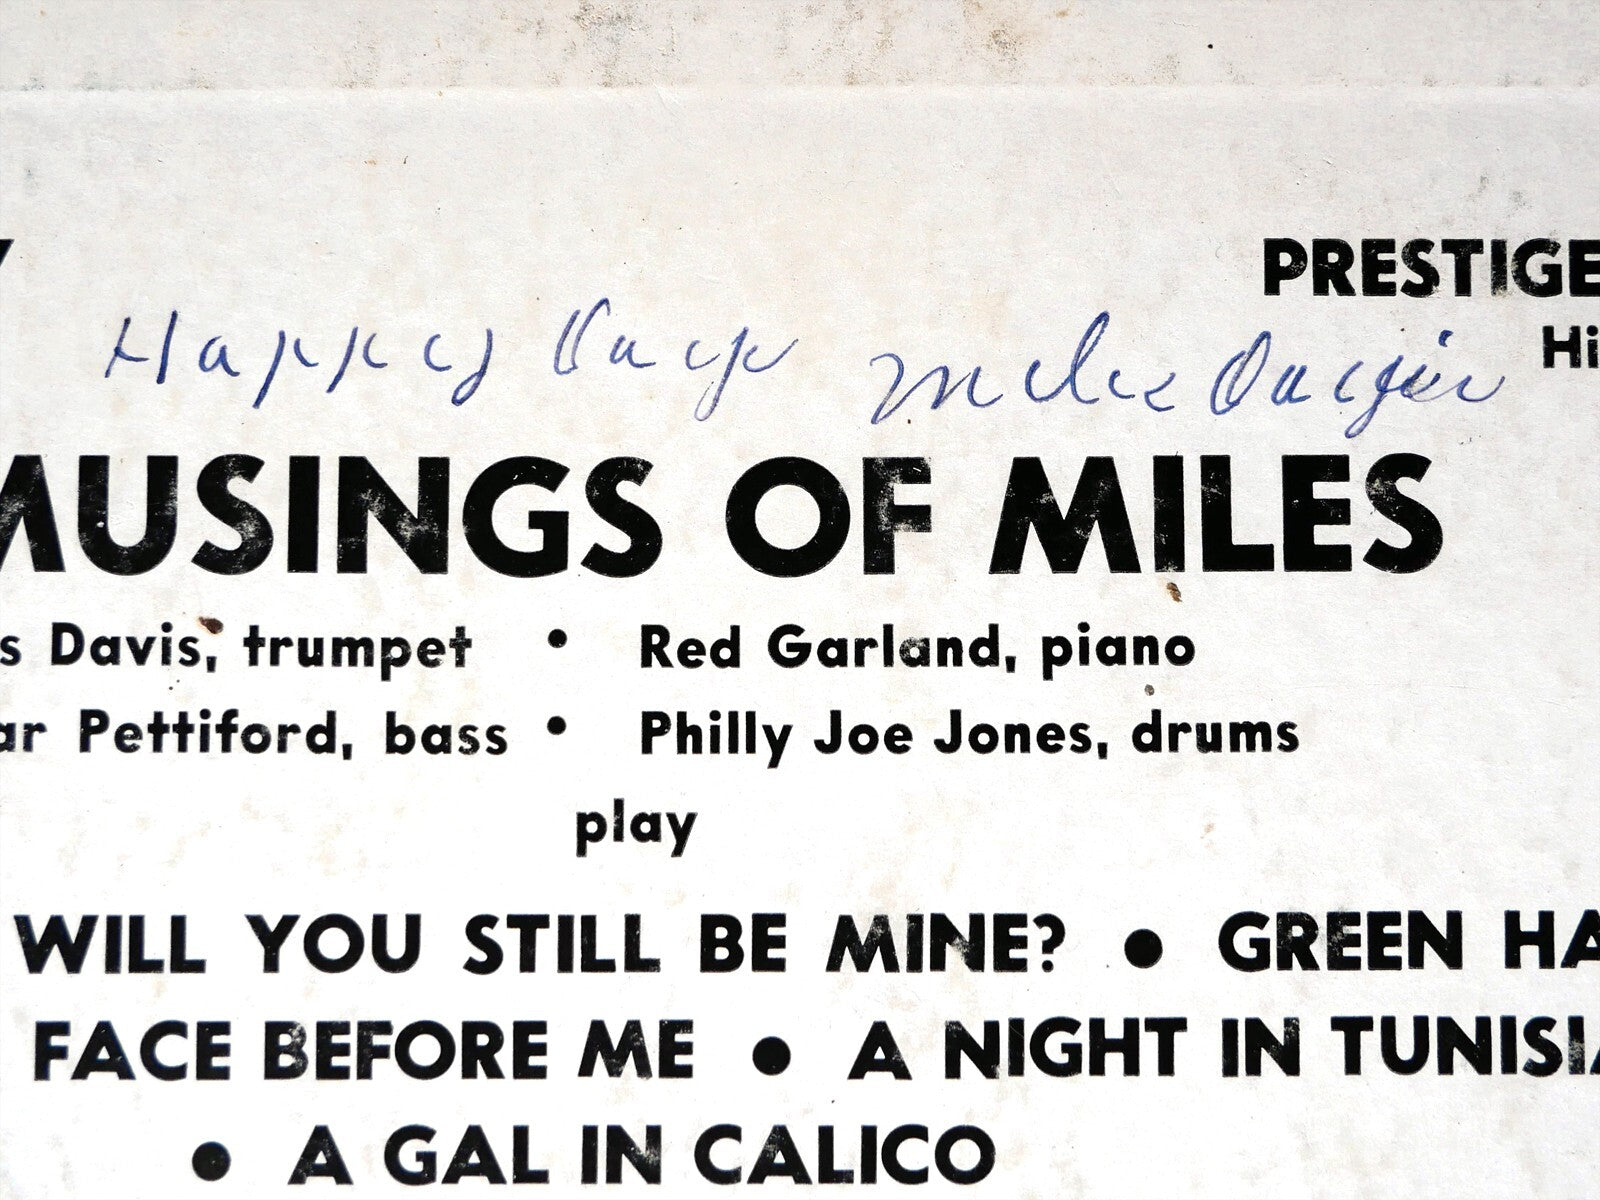 Y PRESTIGE
Hi
Happy Days Miles Davis
MUSINGS OF MILES
s Davis, trumpet • Red Garland, piano
ar Pettiford, bass • Philly Joe Jones, drums
play
WILL YOU STILL BE MINE? • GREEN HA
FACE BEFORE ME • A NIGHT IN TUNISIA
• A GAL IN CALICO